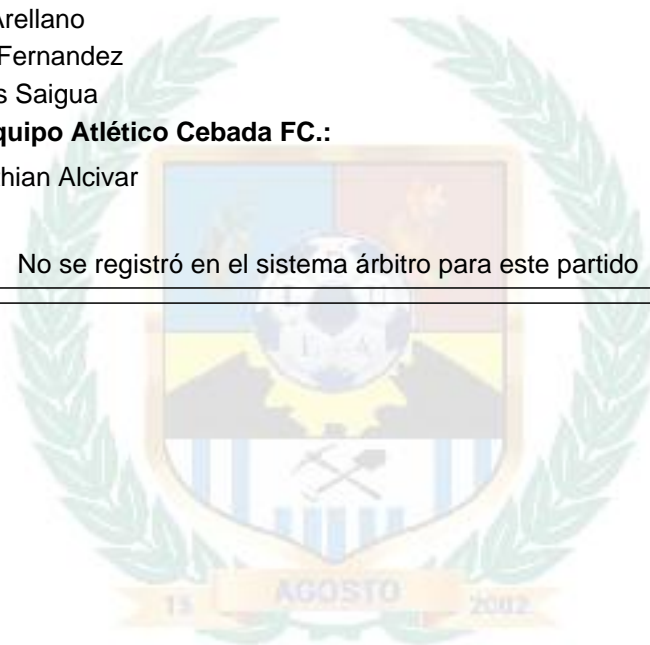 Arellano
Fernandez
s Saigua
quipo Atlético Cebada FC.:
hian Alcivar
No se registró en el sistema árbitro para este partido
L U
L A
15 AGOSTO 2002